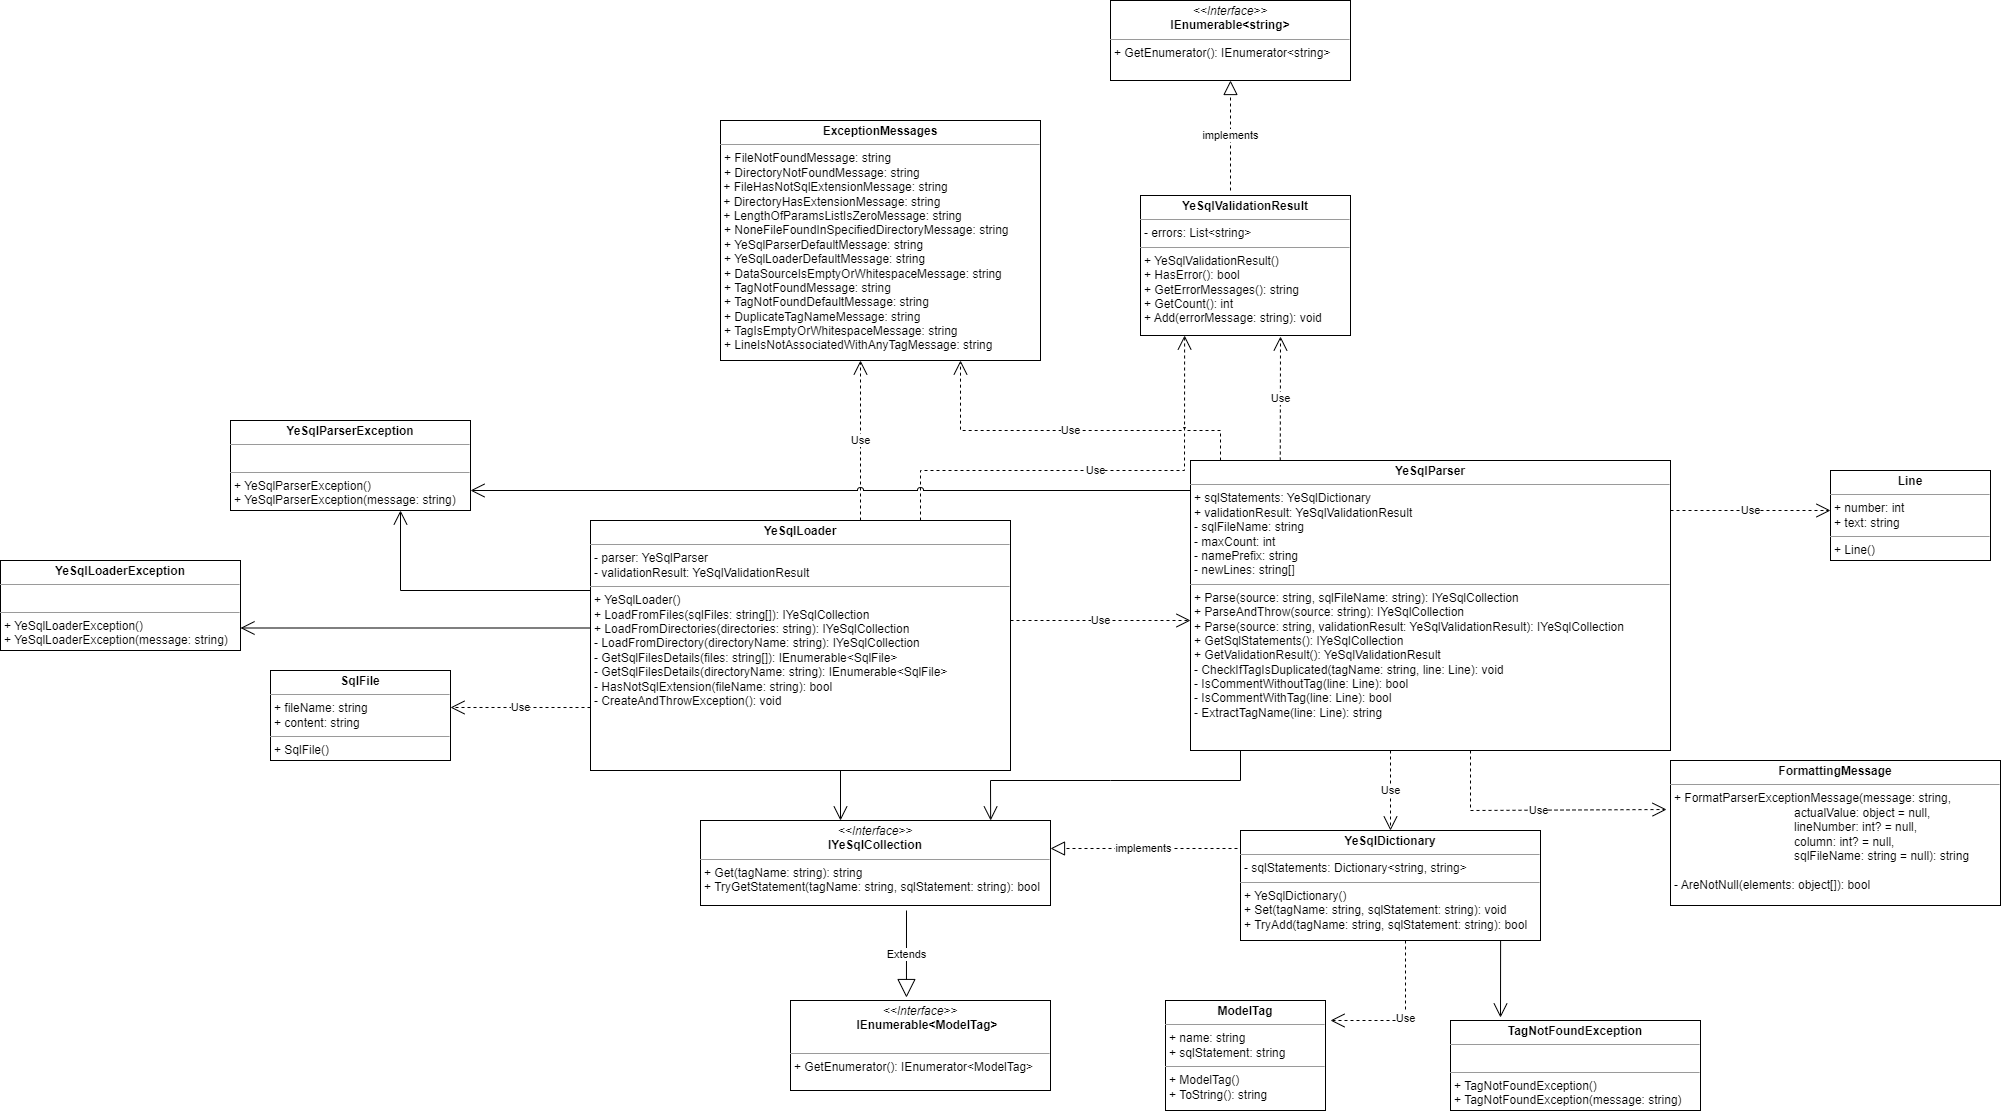 <<Interface>>
IEnumerable<string>
+ GetEnumerator(): IEnumerator<string>
implements
ExceptionMessages
+ FileNotFoundMessage: string
+ DirectoryNotFoundMessage: string
+ FileHasNotSqlExtensionMessage: string
+ DirectoryHasExtensionMessage: string
+ LengthOfParamsListIsZeroMessage: string
+ NoneFileFoundInSpecifiedDirectoryMessage: string
+ YeSqlParserDefaultMessage: string
+ YeSqlLoaderDefaultMessage: string
+ DataSourceIsEmptyOrWhitespaceMessage: string
+ TagNotFoundMessage: string
+ TagNotFoundDefaultMessage: string
+ DuplicateTagNameMessage: string
+ TagIsEmptyOrWhitespaceMessage: string
+ LineIsNotAssociatedWithAnyTagMessage: string
YeSqlValidationResult
- errors: List<string>
+ YeSqlValidationResult()
+ HasError(): bool
+ GetErrorMessages(): string
+ GetCount(): int
+ Add(errorMessage: string): void
Use
Use
Use
Use
YeSqlParserException
+ YeSqlParserException()
+ YeSqlParserException(message: string)
YeSqlLoaderException
+ YeSqlLoaderException()
+ YeSqlLoaderException(message: string)
YeSqlLoader
- parser: YeSqlParser
- validationResult: YeSqlValidationResult
+ YeSqlLoader()
+ LoadFromFiles(sqlFiles: string[]): IYeSqlCollection
+ LoadFromDirectories(directories: string): IYeSqlCollection
- LoadFromDirectory(directoryName: string): IYeSqlCollection
- GetSqlFilesDetails(files: string[]): IEnumerable<SqlFile>
- GetSqlFilesDetails(directoryName: string): IEnumerable<SqlFile>
- HasNotSqlExtension(fileName: string): bool
- CreateAndThrowException(): void
Use
YeSqlParser
+ sqlStatements: YeSqlDictionary
+ validationResult: YeSqlValidationResult
- sqlFileName: string
- maxCount: int
- namePrefix: string
- newLines: string[]
+ Parse(source: string, sqlFileName: string): IYeSqlCollection
+ ParseAndThrow(source: string): IYeSqlCollection
+ Parse(source: string, validationResult: YeSqlValidationResult): IYeSqlCollection
+ GetSqlStatements(): IYeSqlCollection
+ GetValidationResult(): YeSqlValidationResult
- CheckIfTagIsDuplicated(tagName: string, line: Line): void
- IsCommentWithoutTag(line: Line): bool
- IsCommentWithTag(line: Line): bool
- ExtractTagName(line: Line): string
Use
Line
+ number: int
+ text: string
+ Line()
SqlFile
+ fileName: string
+ content: string
+ SqlFile()
Use
Use
Use
FormattingMessage
+ FormatParserExceptionMessage(message: string,
actualValue: object = null,
lineNumber: int? = null,
column: int? = null,
sqlFileName: string = null): string
- AreNotNull(elements: object[]): bool
<<Interface>>
IYeSqlCollection
+ Get(tagName: string): string
+ TryGetStatement(tagName: string, sqlStatement: string): bool
implements
YeSqlDictionary
- sqlStatements: Dictionary<string, string>
+ YeSqlDictionary()
+ Set(tagName: string, sqlStatement: string): void
+ TryAdd(tagName: string, sqlStatement: string): bool
Extends
<<Interface>>
IEnumerable<ModelTag>
+ GetEnumerator(): IEnumerator<ModelTag>
ModelTag
+ name: string
+ sqlStatement: string
+ ModelTag()
+ ToString(): string
Use
TagNotFoundException
+ TagNotFoundException()
+ TagNotFoundException(message: string)